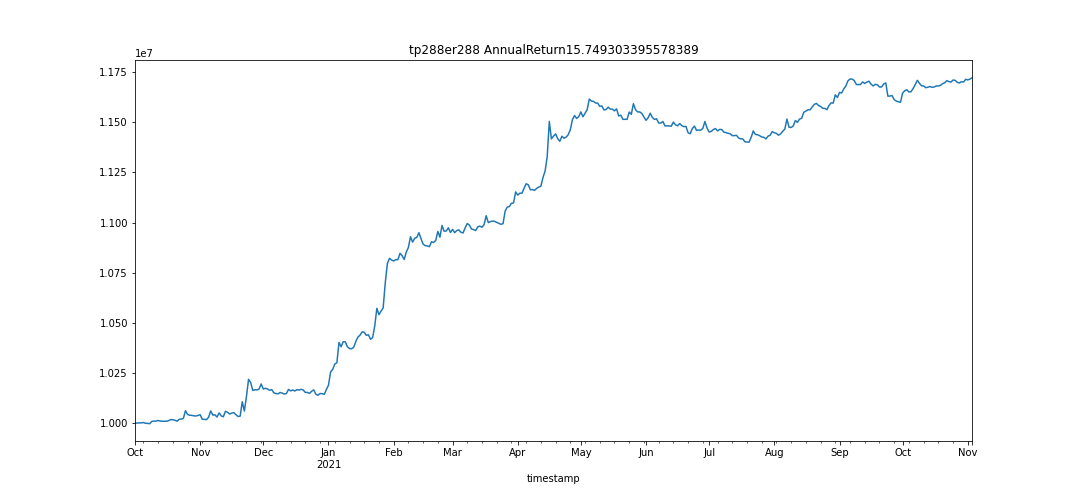 tp288er288 AnnualReturn15.749303395578389
1e7
1.175
1.150
1.125
1.100
1.075
1.050
1.025
1.000
Oct Nov Dec Jan Feb Mar Apr May Jun Jul Aug Sep Oct Nov
2021
timestamp